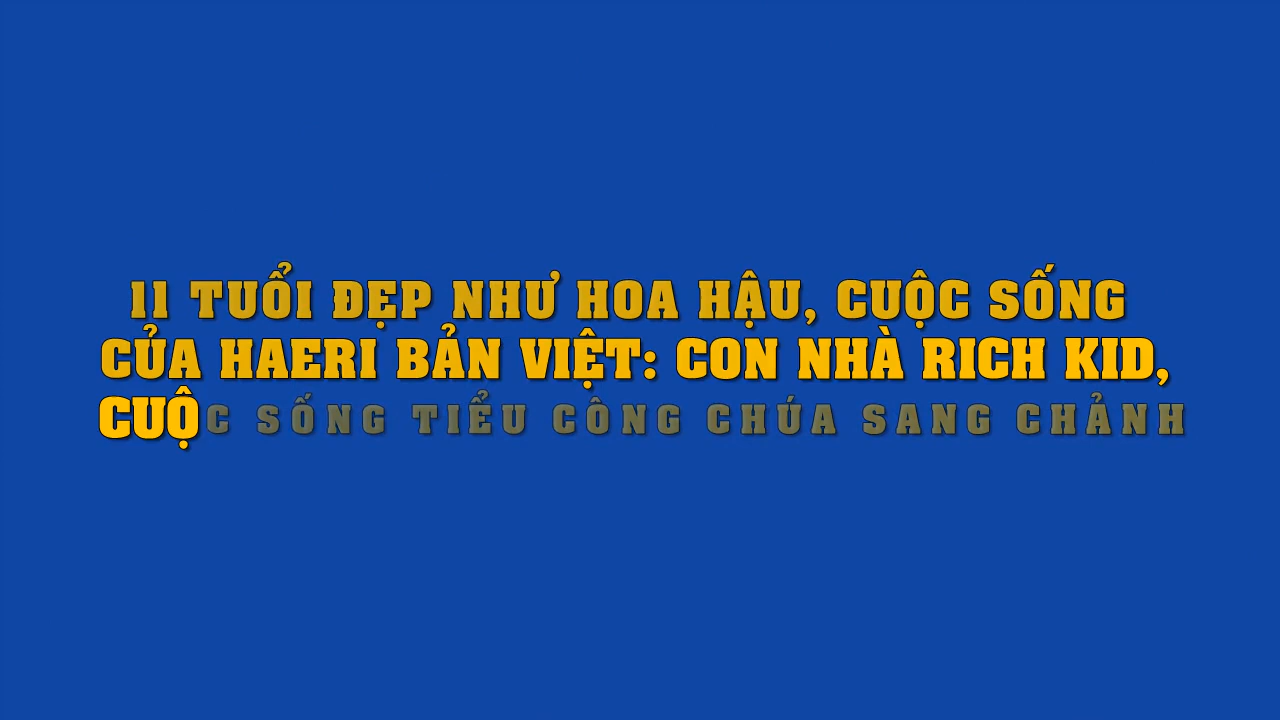 11 TUỔI ĐẸP NHƯ HOA HẬU, CUỘC SỐNG
CỦA HAERI BẢN VIỆT: CON NHÀ RICH KID,
CUỘC SỐNG TIỂU CÔNG CHÚA SANG CHẢNH